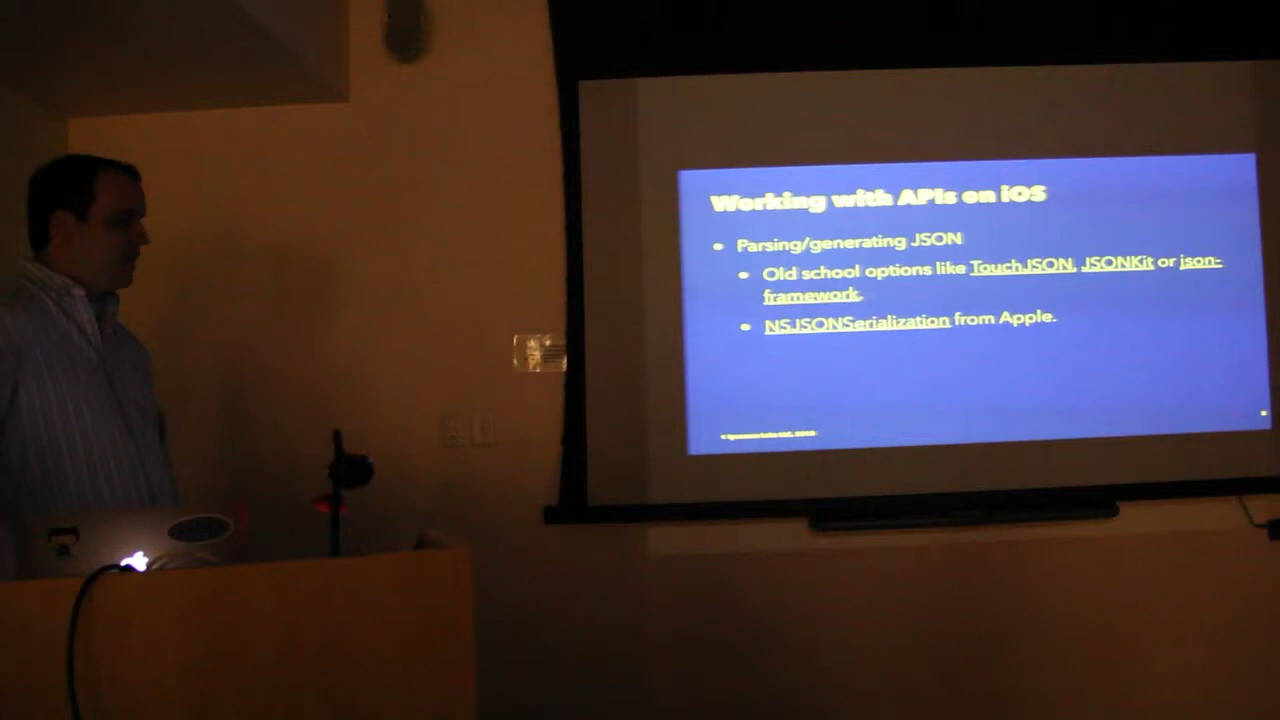 Working with APIs on iOS
• Parsing/generating JSON
• Old school options like TouchJSON, JSONKit or json-
framework.
• NSJSONSerialization from Apple.